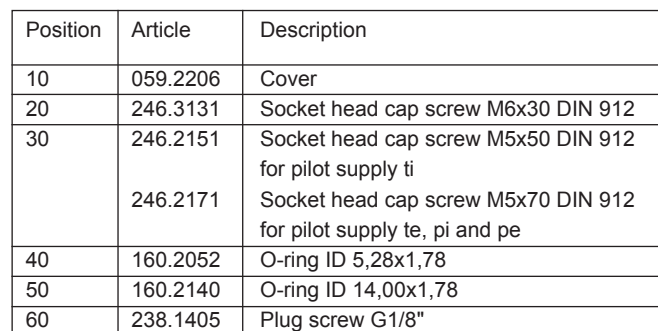 Position Article Description
10 059.2206 Cover
20 246.3131 Socket head cap screw M6x30 DIN 912
30 246.2151 Socket head cap screw M5x50 DIN 912
for pilot supply ti
246.2171 Socket head cap screw M5x70 DIN 912
for pilot supply te, pi and pe
40 160.2052 O-ring ID 5,28x1,78
50 160.2140 O-ring ID 14,00x1,78
60 238.1405 Plug screw G1/8"